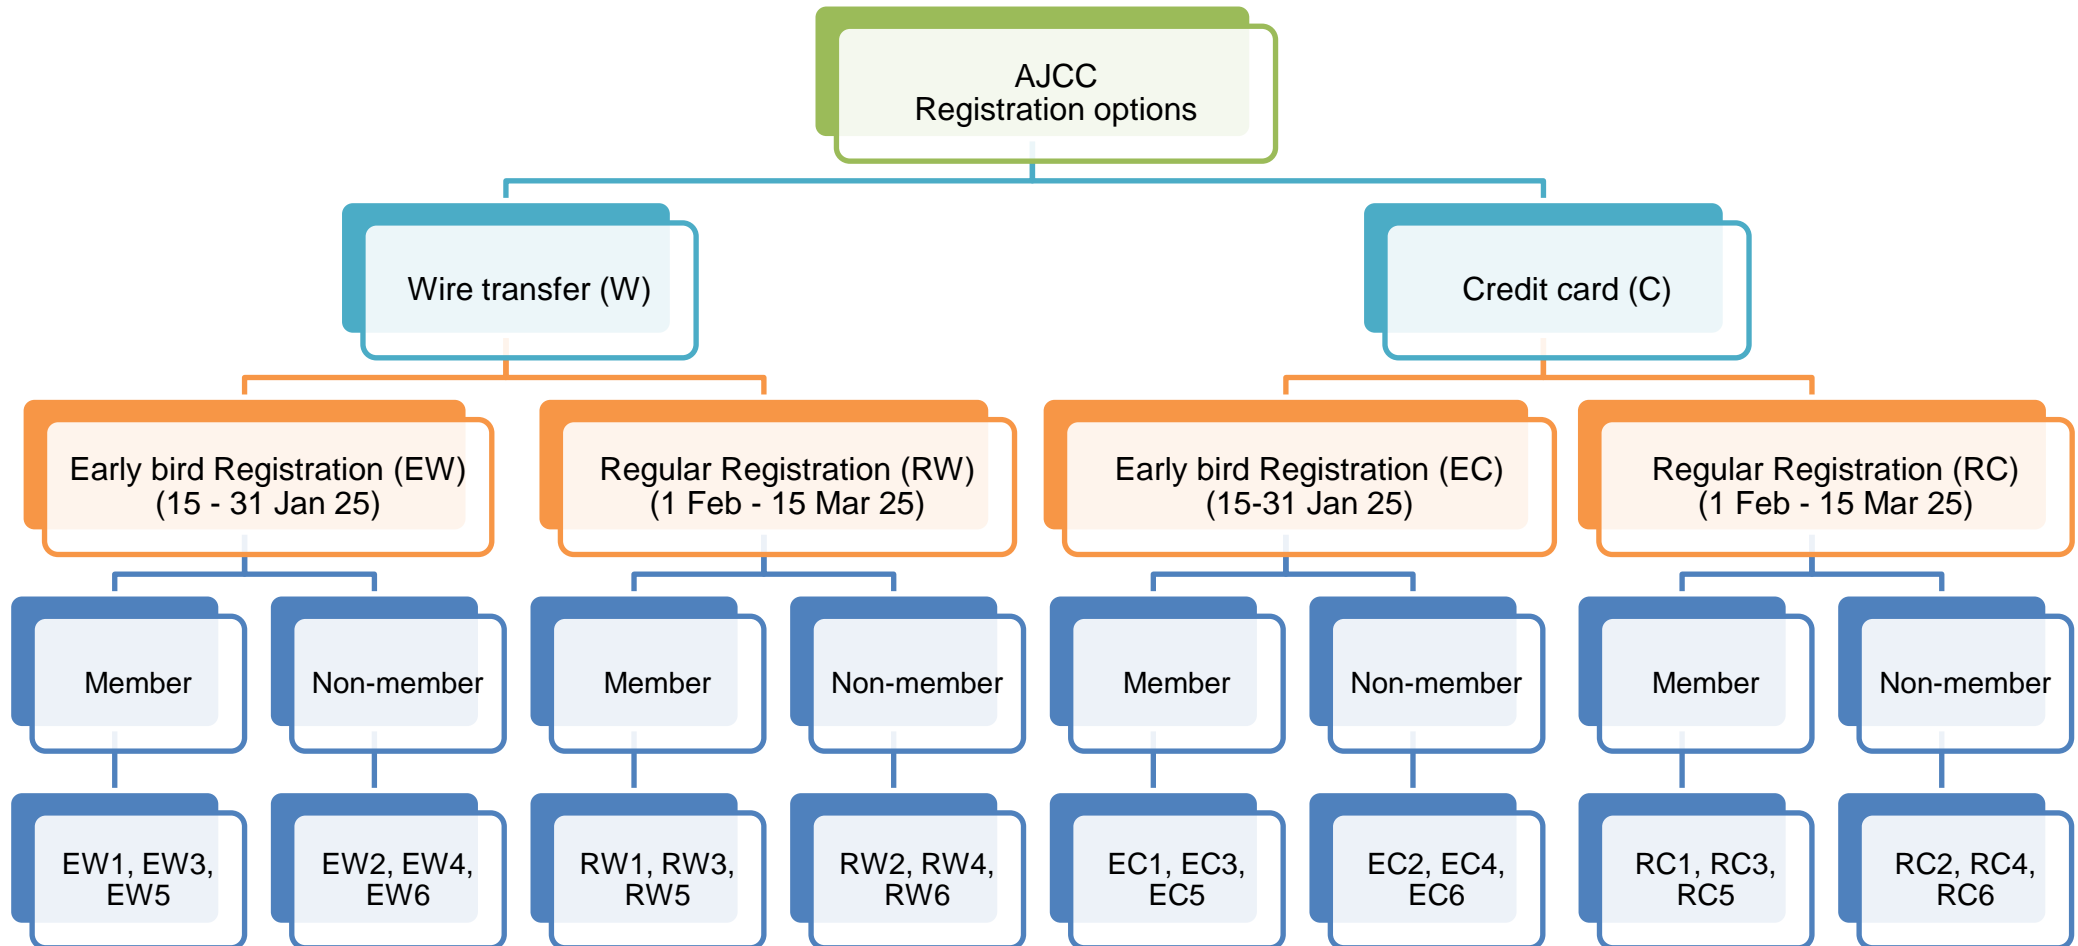 AJCC
Registration options
Wire transfer (W)
Credit card (C)
Early bird Registration (EW)
(15 - 31 Jan 25)
Regular Registration (RW)
(1 Feb - 15 Mar 25)
Early bird Registration (EC)
(15-31 Jan 25)
Regular Registration (RC)
(1 Feb - 15 Mar 25)
Member
Non-member
Member
Non-member
Member
Non-member
Member
Non-member
EW1, EW3,
EW5
EW2, EW4,
EW6
RW1, RW3,
RW5
RW2, RW4,
RW6
EC1, EC3,
EC5
EC2, EC4,
EC6
RC1, RC3,
RC5
RC2, RC4,
RC6